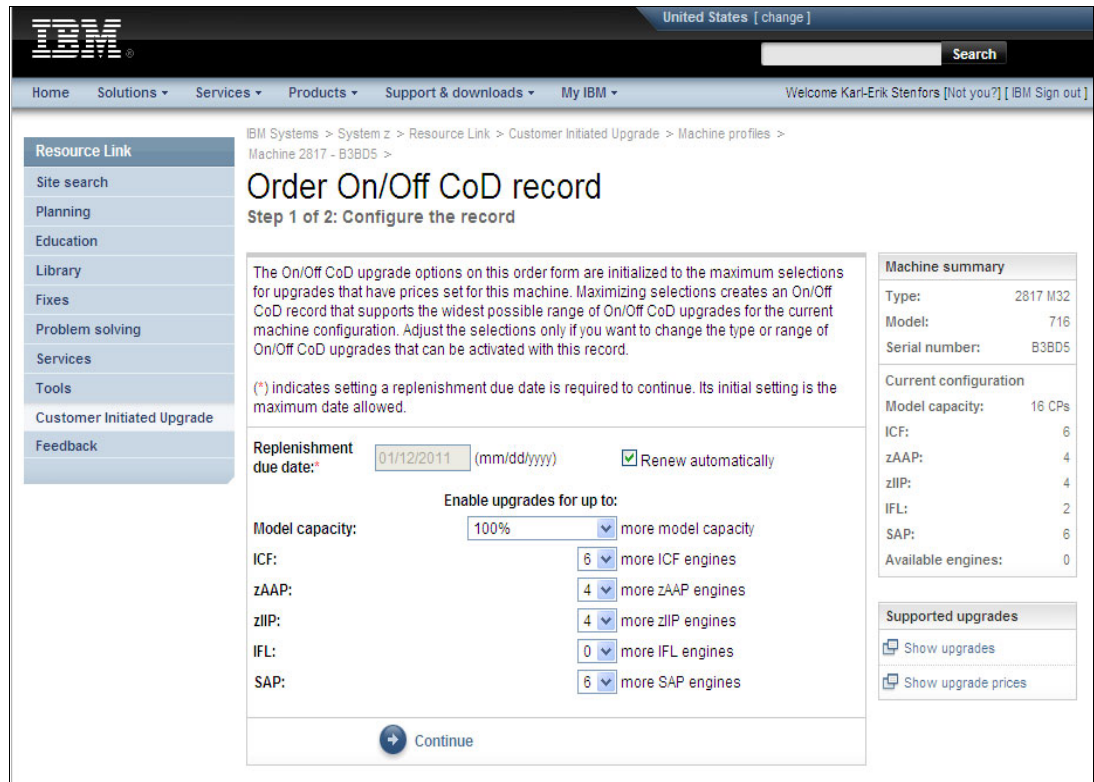 United States [ change ]
IBM ®
Search
Home Solutions Services Products Support & downloads My IBM Welcome Karl-Erik Stenfors [Not you?] [ IBM Sign out ]
Resource Link
Site search
Planning
Education
Library
Fixes
Problem solving
Services
Tools
Customer Initiated Upgrade
Feedback
IBM Systems > System z > Resource Link > Customer Initiated Upgrade > Machine profiles >
Machine 2817 - B3BD5 >
Order On/Off CoD record
Step 1 of 2: Configure the record
The On/Off CoD upgrade options on this order form are initialized to the maximum selections
for upgrades that have prices set for this machine. Maximizing selections creates an On/Off
CoD record that supports the widest possible range of On/Off CoD upgrades for the current
machine configuration. Adjust the selections only if you want to change the type or range of
On/Off CoD upgrades that can be activated with this record.
(*) indicates setting a replenishment due date is required to continue. Its initial setting is the
maximum date allowed.
Replenishment
due date:* 01/12/2011 (mm/dd/yyyy) Renew automatically
Enable upgrades for up to:
Model capacity: 100% more model capacity
ICF: 6 more ICF engines
zAAP: 4 more zAAP engines
zIIP: 4 more zIIP engines
IFL: 0 more IFL engines
SAP: 6 more SAP engines
Continue
Machine summary
Type: 2817 M32
Model: 716
Serial number: B3BD5
Current configuration
Model capacity: 16 CPs
ICF: 6
zAAP: 4
zIIP: 4
IFL: 2
SAP: 6
Available engines: 0
Supported upgrades
Show upgrades
Show upgrade prices